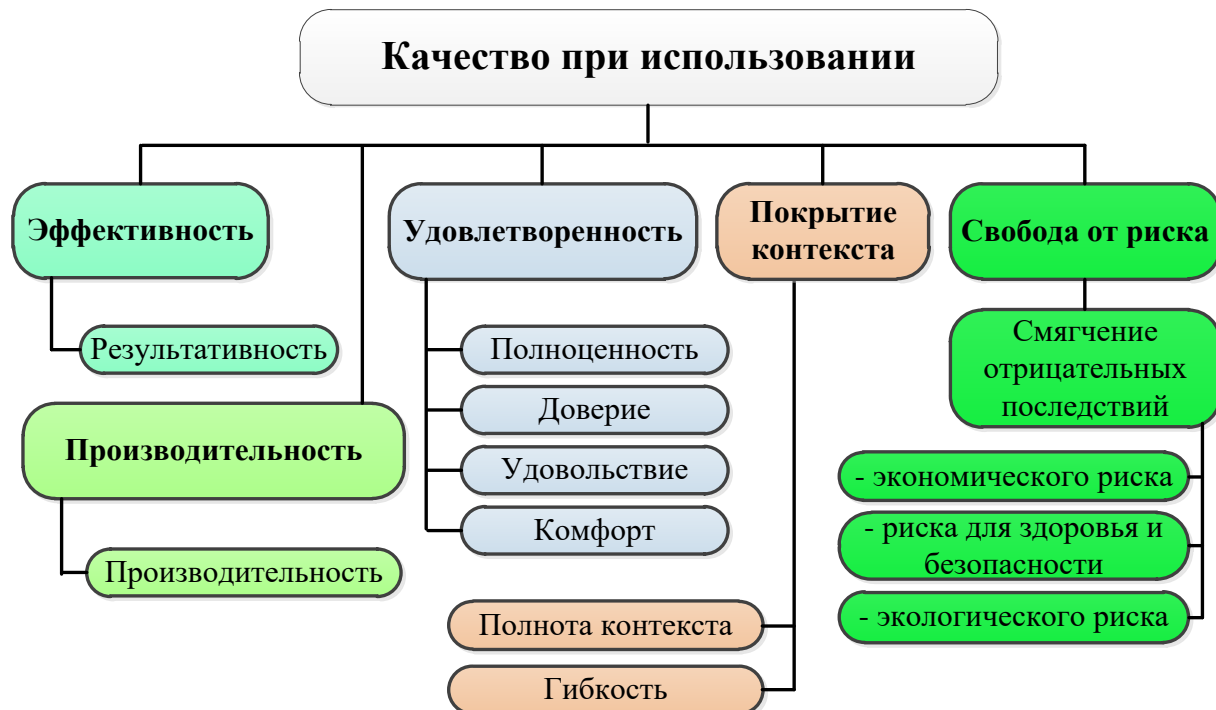 Качество при использовании
Эффективность
Результативность
Производительность
Производительность
Удовлетворенность
Полноценность
Доверие
Удовольствие
Комфорт
Покрытие
контекста
Полнота контекста
Гибкость
Свобода от риска
Смягчение
отрицательных
последствий
- экономического риска
- риска для здоровья и
безопасности
- экологического риска